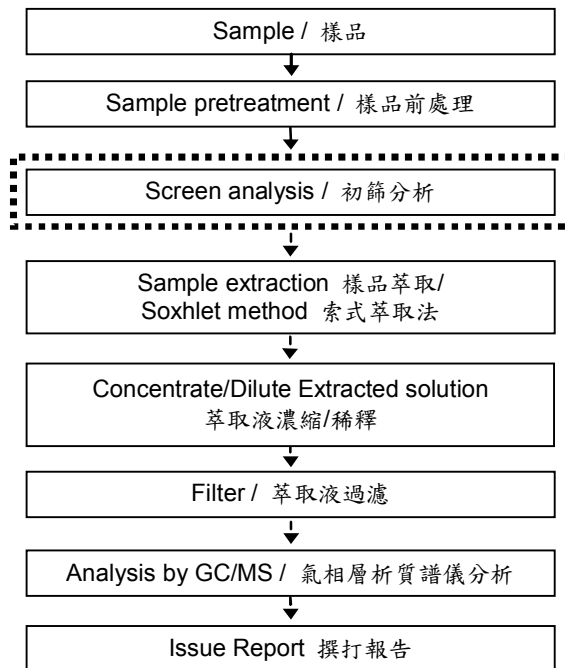 Sample / 樣品
Sample pretreatment / 樣品前處理
Screen analysis / 初篩分析
Sample extraction 樣品萃取/
Soxhlet method 索式萃取法
Concentrate/Dilute Extracted solution
萃取液濃縮/稀釋
Filter / 萃取液過濾
Analysis by GC/MS / 氣相層析質譜儀分析
Issue Report 撰打報告